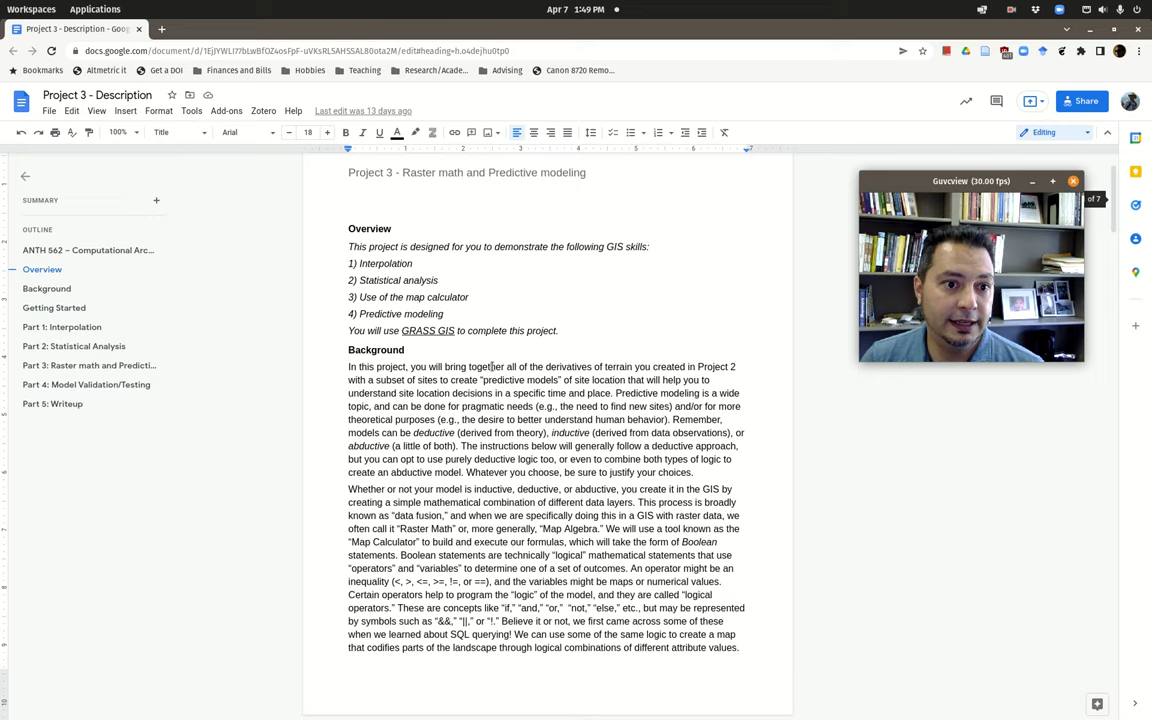 Workspaces Applications
Apr 7 1:49 PM
Project 3 - Description - Goo
docs.google.com/document/d/1EjJYWLI77bLwBfOZ4osFpF-uVKsRL5AHSSAL80ota2M/edit#heading=h.o4dejhu0tp0
Bookmarks Altmetric it Get a DOI Finances and Bills Hobbies Teaching Research/Acade... Advising Canon 8720 Remo...
Project 3 - Description
File Edit View Insert Format Tools Add-ons Zotero Help Last edit was 13 days ago
Share
100% Title Arial 18 Editing
1 2 3 4 5 6 7
Project 3 - Raster math and Predictive modeling
Guvcview (30.00 fps)
of 7
SUMMARY
OUTLINE
ANTH 562 – Computational Arc...
Overview
Background
Getting Started
Part 1: Interpolation
Part 2: Statistical Analysis
Part 3: Raster math and Predicti...
Part 4: Model Validation/Testing
Part 5: Writeup
Overview
This project is designed for you to demonstrate the following GIS skills:
1) Interpolation
2) Statistical analysis
3) Use of the map calculator
4) Predictive modeling
You will use GRASS GIS to complete this project.
Background
In this project, you will bring together all of the derivatives of terrain you created in Project 2
with a subset of sites to create “predictive models” of site location that will help you to
understand site location decisions in a specific time and place. Predictive modeling is a wide
topic, and can be done for pragmatic needs (e.g., the need to find new sites) and/or for more
theoretical purposes (e.g., the desire to better understand human behavior). Remember,
models can be deductive (derived from theory), inductive (derived from data observations), or
abductive (a little of both). The instructions below will generally follow a deductive approach,
but you can opt to use purely deductive logic too, or even to combine both types of logic to
create an abductive model. Whatever you choose, be sure to justify your choices.
Whether or not your model is inductive, deductive, or abductive, you create it in the GIS by
creating a simple mathematical combination of different data layers. This process is broadly
known as “data fusion,” and when we are specifically doing this in a GIS with raster data, we
often call it “Raster Math” or, more generally, “Map Algebra.” We will use a tool known as the
“Map Calculator” to build and execute our formulas, which will take the form of Boolean
statements. Boolean statements are technically “logical” mathematical statements that use
“operators” and “variables” to determine one of a set of outcomes. An operator might be an
inequality (<, >, <=, >=, !=, or ==), and the variables might be maps or numerical values.
Certain operators help to program the “logic” of the model, and they are called “logical
operators.” These are concepts like “if,” “and,” “or,” “not,” “else,” etc., but may be represented
by symbols such as “&&,” “||,” or “!.” Believe it or not, we first came across some of these
when we learned about SQL querying! We can use some of the same logic to create a map
that codifies parts of the landscape through logical combinations of different attribute values.